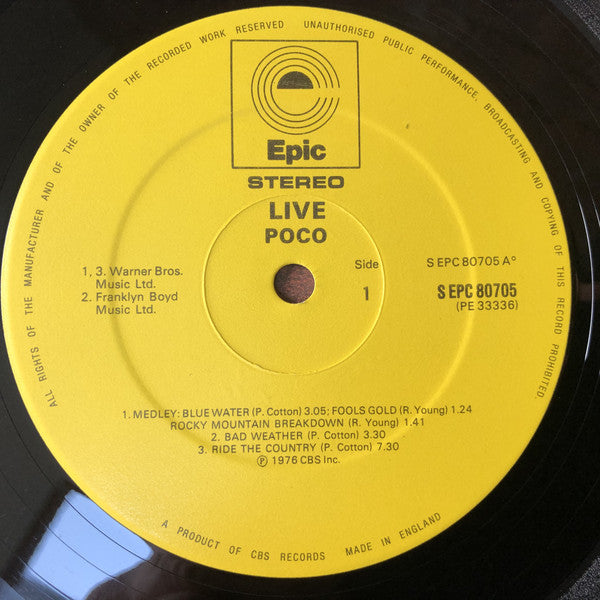 ALL RIGHTS OF THE MANUFACTURER AND OF THE OWNER OF THE RECORDED WORK RESERVED UNAUTHORISED PUBLIC PERFORMANCE, BROADCASTING AND COPYING OF THIS RECORD PROHIBITED.
Epic
STEREO
LIVE
POCO
1, 3. Warner Bros.
Music Ltd.
2. Franklyn Boyd
Music Ltd.
Side
1
S EPC 80705 A°
S EPC 80705
(PE 33336)
1. MEDLEY: BLUE WATER (P. Cotton) 3.05; FOOLS GOLD (R. Young) 1.24
ROCKY MOUNTAIN BREAKDOWN (R. Young) 1.41
2. BAD WEATHER (P. Cotton) 3.30
3. RIDE THE COUNTRY (P. Cotton) 7.30
℗ 1976 CBS Inc.
A PRODUCT OF CBS RECORDS MADE IN ENGLAND